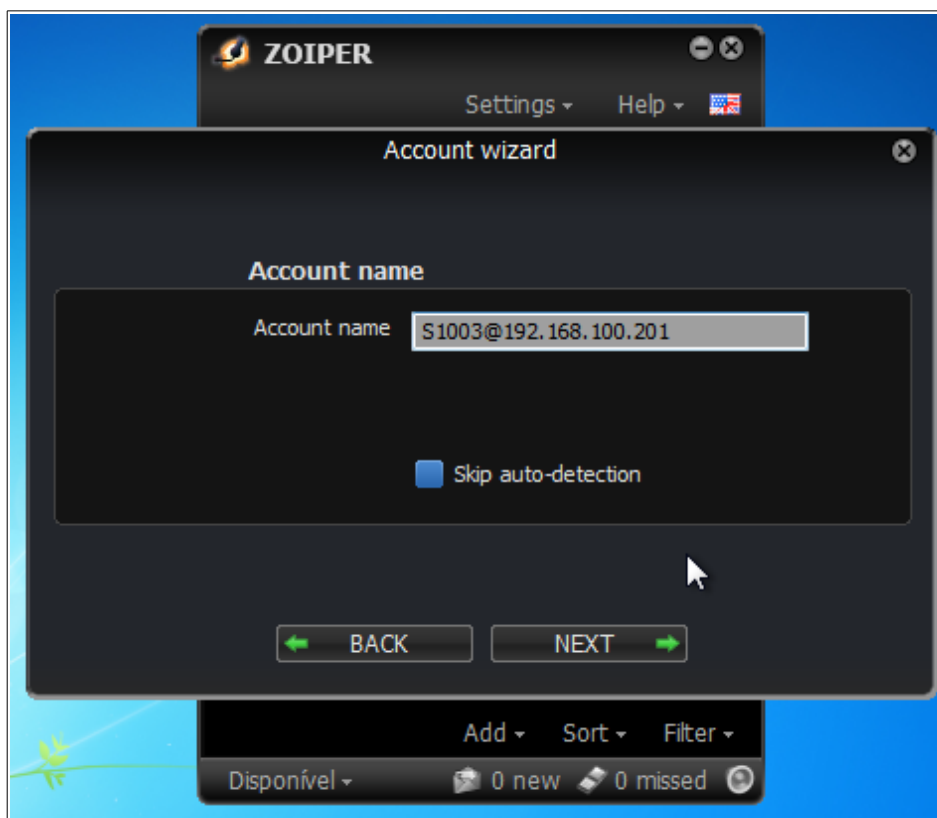 ZOIPER
Settings Help
Account wizard
Account name
Account name S1003@192.168.100.201
Skip auto-detection
BACK NEXT
Add Sort Filter
Disponível 0 new 0 missed